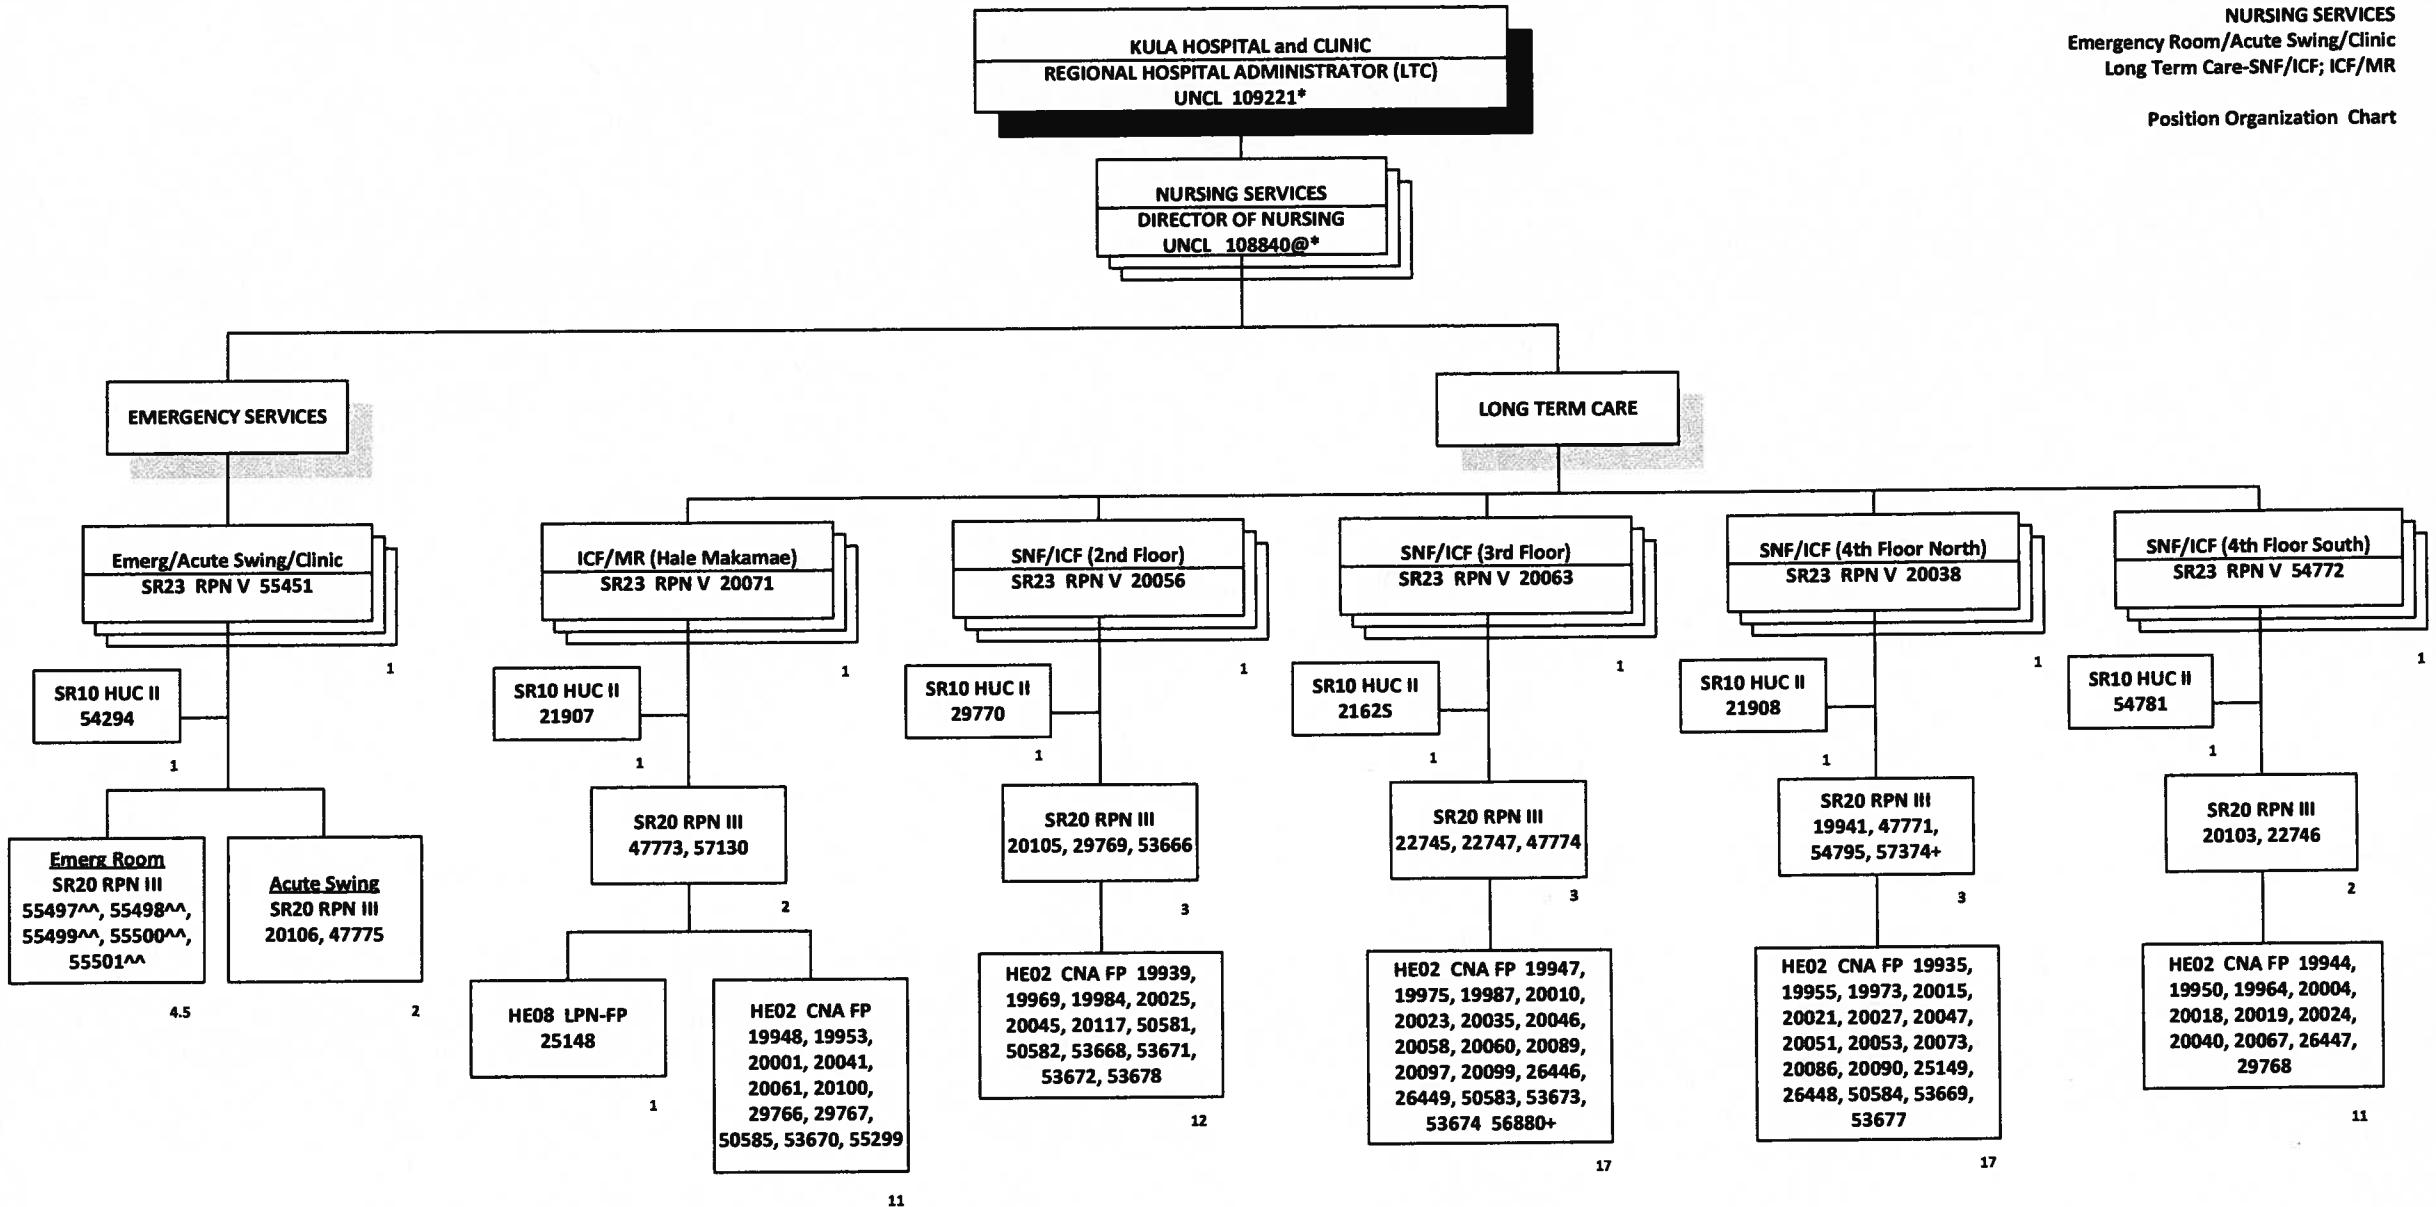 NURSING SERVICES
Emergency Room/Acute Swing/Clinic
Long Term Care-SNF/ICF; ICF/MR
Position Organization Chart
KULA HOSPITAL and CLINIC
REGIONAL HOSPITAL ADMINISTRATOR (LTC)
UNCL 109221*
NURSING SERVICES
DIRECTOR OF NURSING
UNCL 108840@*
EMERGENCY SERVICES
LONG TERM CARE
Emerg/Acute Swing/Clinic
SR23 RPN V 55451
1
SR10 HUC II
54294
1
Emerg Room
SR20 RPN III
55497^^, 55498^^,
55499^^, 55500^^,
55501^^
4.5
Acute Swing
SR20 RPN III
20106, 47775
2
ICF/MR (Hale Makamae)
SR23 RPN V 20071
1
SR10 HUC II
21907
1
SR20 RPN III
47773, 57130
2
HE08 LPN-FP
25148
1
HE02 CNA FP
19948, 19953,
20001, 20041,
20061, 20100,
29766, 29767,
50585, 53670, 55299
11
SNF/ICF (2nd Floor)
SR23 RPN V 20056
1
SR10 HUC II
29770
1
SR20 RPN III
20105, 29769, 53666
3
HE02 CNA FP 19939,
19969, 19984, 20025,
20045, 20117, 50581,
50582, 53668, 53671,
53672, 53678
12
SNF/ICF (3rd Floor)
SR23 RPN V 20063
1
SR10 HUC II
2162S
1
SR20 RPN III
22745, 22747, 47774
3
HE02 CNA FP 19947,
19975, 19987, 20010,
20023, 20035, 20046,
20058, 20060, 20089,
20097, 20099, 26446,
26449, 50583, 53673,
53674 56880+
17
SNF/ICF (4th Floor North)
SR23 RPN V 20038
1
SR10 HUC II
21908
1
SR20 RPN III
19941, 47771,
54795, 57374+
3
HE02 CNA FP 19935,
19955, 19973, 20015,
20021, 20027, 20047,
20051, 20053, 20073,
20086, 20090, 25149,
26448, 50584, 53669,
53677
17
SNF/ICF (4th Floor South)
SR23 RPN V 54772
1
SR10 HUC II
54781
1
SR20 RPN III
20103, 22746
2
HE02 CNA FP 19944,
19950, 19964, 20004,
20018, 20019, 20024,
20040, 20067, 26447,
29768
11